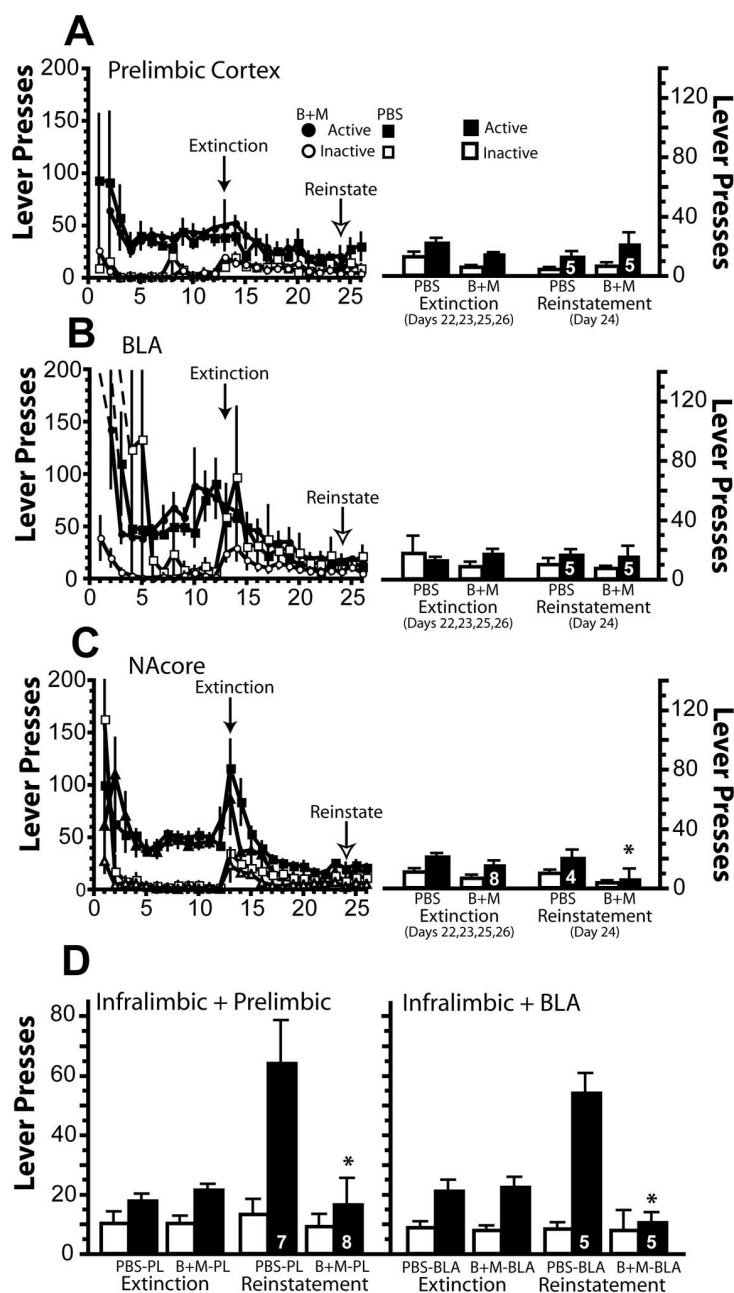 A
Prelimbic Cortex
Lever Presses
200
150
100
50
0
0 5 10 15 20 25
Extinction
Reinstate
B+M PBS
Active
Inactive
Active
Inactive
Lever Presses
120
80
40
0
5 5
PBS B+M PBS B+M
Extinction Reinstatement
(Days 22,23,25,26) (Day 24)
B
BLA
Lever Presses
200
150
100
50
0
0 5 10 15 20 25
Extinction
Reinstate
Lever Presses
120
80
40
0
5 5
PBS B+M PBS B+M
Extinction Reinstatement
(Days 22,23,25,26) (Day 24)
C
NAcore
Lever Presses
200
150
100
50
0
0 5 10 15 20 25
Extinction
Reinstate
Lever Presses
120
80
40
0
*
8 4
PBS B+M PBS B+M
Extinction Reinstatement
(Days 22,23,25,26) (Day 24)
D
Infralimbic + Prelimbic
Infralimbic + BLA
Lever Presses
80
60
40
20
0
* *
7 8 5 5
PBS-PL B+M-PL PBS-PL B+M-PL PBS-BLA B+M-BLA PBS-BLA B+M-BLA
Extinction Reinstatement Extinction Reinstatement